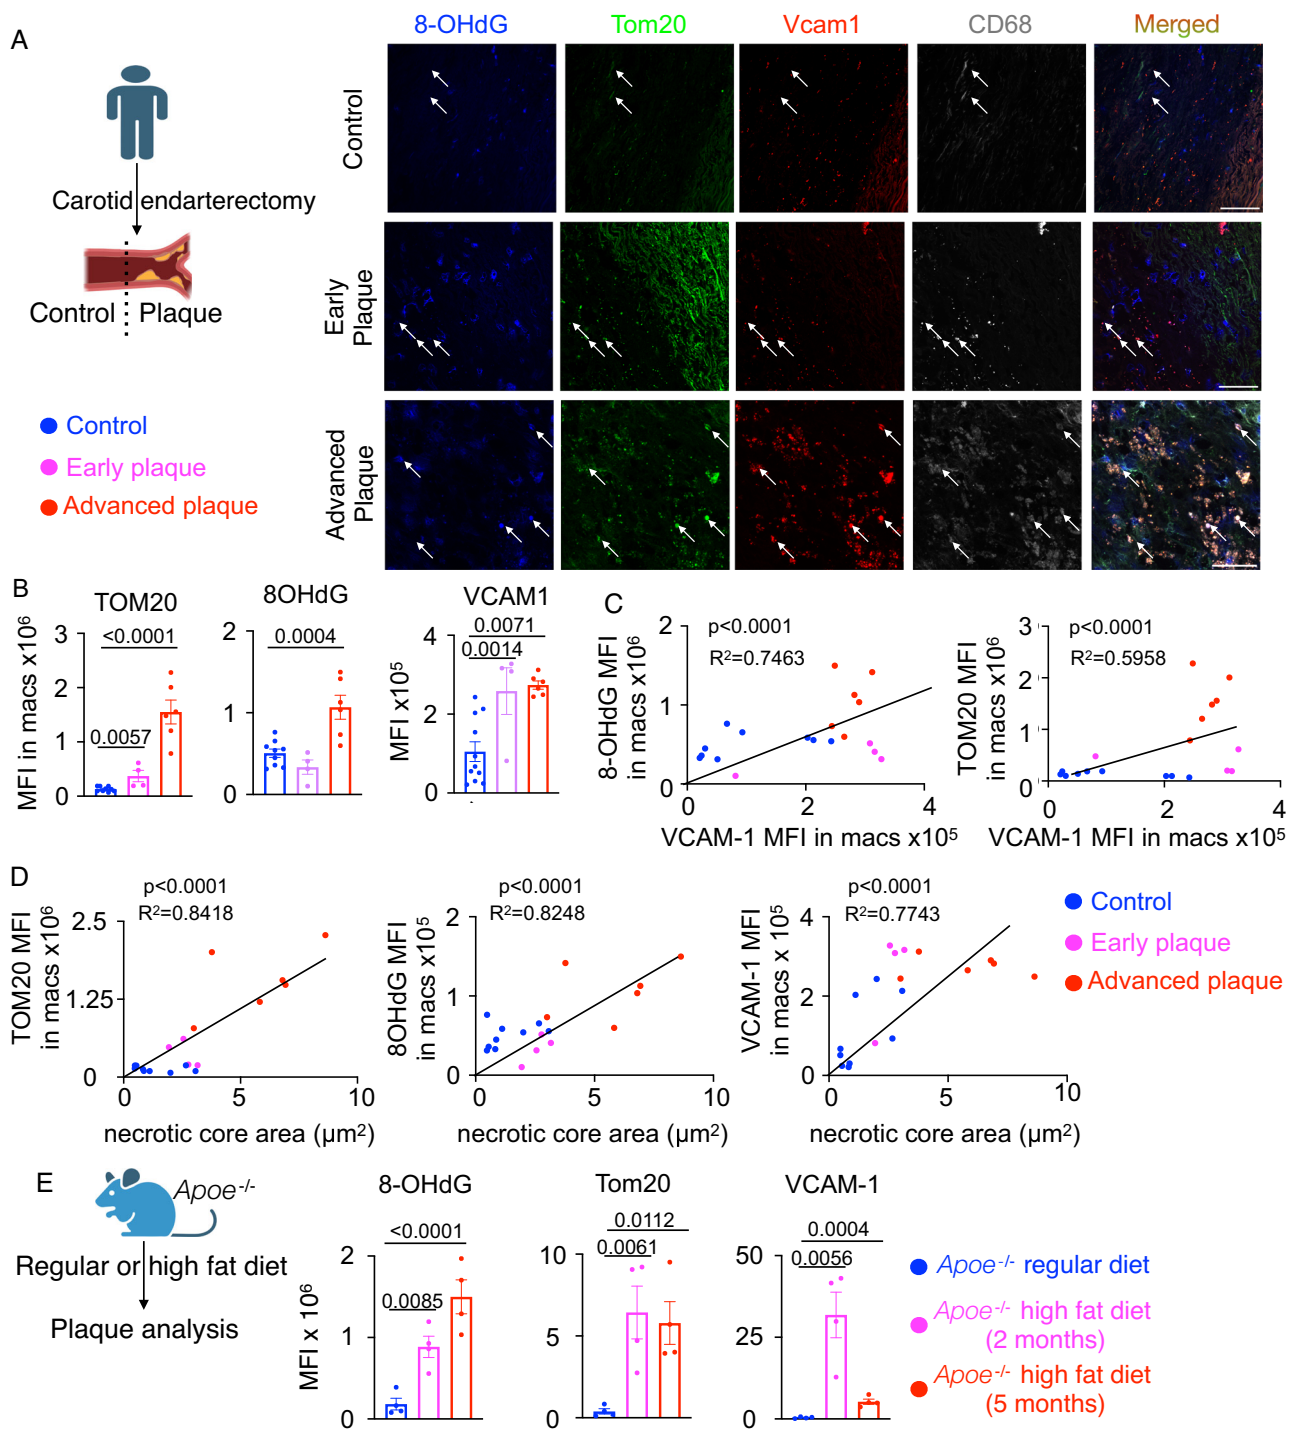 A
8-OHdG
Tom20
Vcam1
CD68
Merged
Control
Early
Plaque
Advanced
Plaque
Carotid endarterectomy
Control
Plaque
Control
Early plaque
Advanced plaque
B
TOM20
MFI in macs x10⁶
3
2
1
0
<0.0001
0.0057
8OHdG
2
1
0
0.0004
VCAM1
MFI x10⁵
4
2
0
0.0071
0.0014
C
8-OHdG MFI
in macs x10⁶
2
1
0
p<0.0001
R²=0.7463
0
2
4
VCAM-1 MFI in macs x10⁵
TOM20 MFI
in macs x10⁶
3
2
1
0
p<0.0001
R²=0.5958
0
2
4
VCAM-1 MFI in macs x10⁵
D
TOM20 MFI
in macs x10⁶
2.5
1.25
0
p<0.0001
R²=0.8418
0
5
10
necrotic core area (µm²)
8OHdG MFI
in macs x10⁵
2
1
0
p<0.0001
R²=0.8248
0
5
10
necrotic core area (µm²)
VCAM-1 MFI
in macs x 10⁵
4
2
0
p<0.0001
R²=0.7743
0
5
10
necrotic core area (µm²)
Control
Early plaque
Advanced plaque
E
Apoe⁻/⁻
Regular or high fat diet
Plaque analysis
8-OHdG
MFI x 10⁶
2
1
0
<0.0001
0.0085
Tom20
10
5
0
0.0112
0.0061
VCAM-1
50
25
0
0.0004
0.0056
Apoe⁻/⁻ regular diet
Apoe⁻/⁻ high fat diet
(2 months)
Apoe⁻/⁻ high fat diet
(5 months)